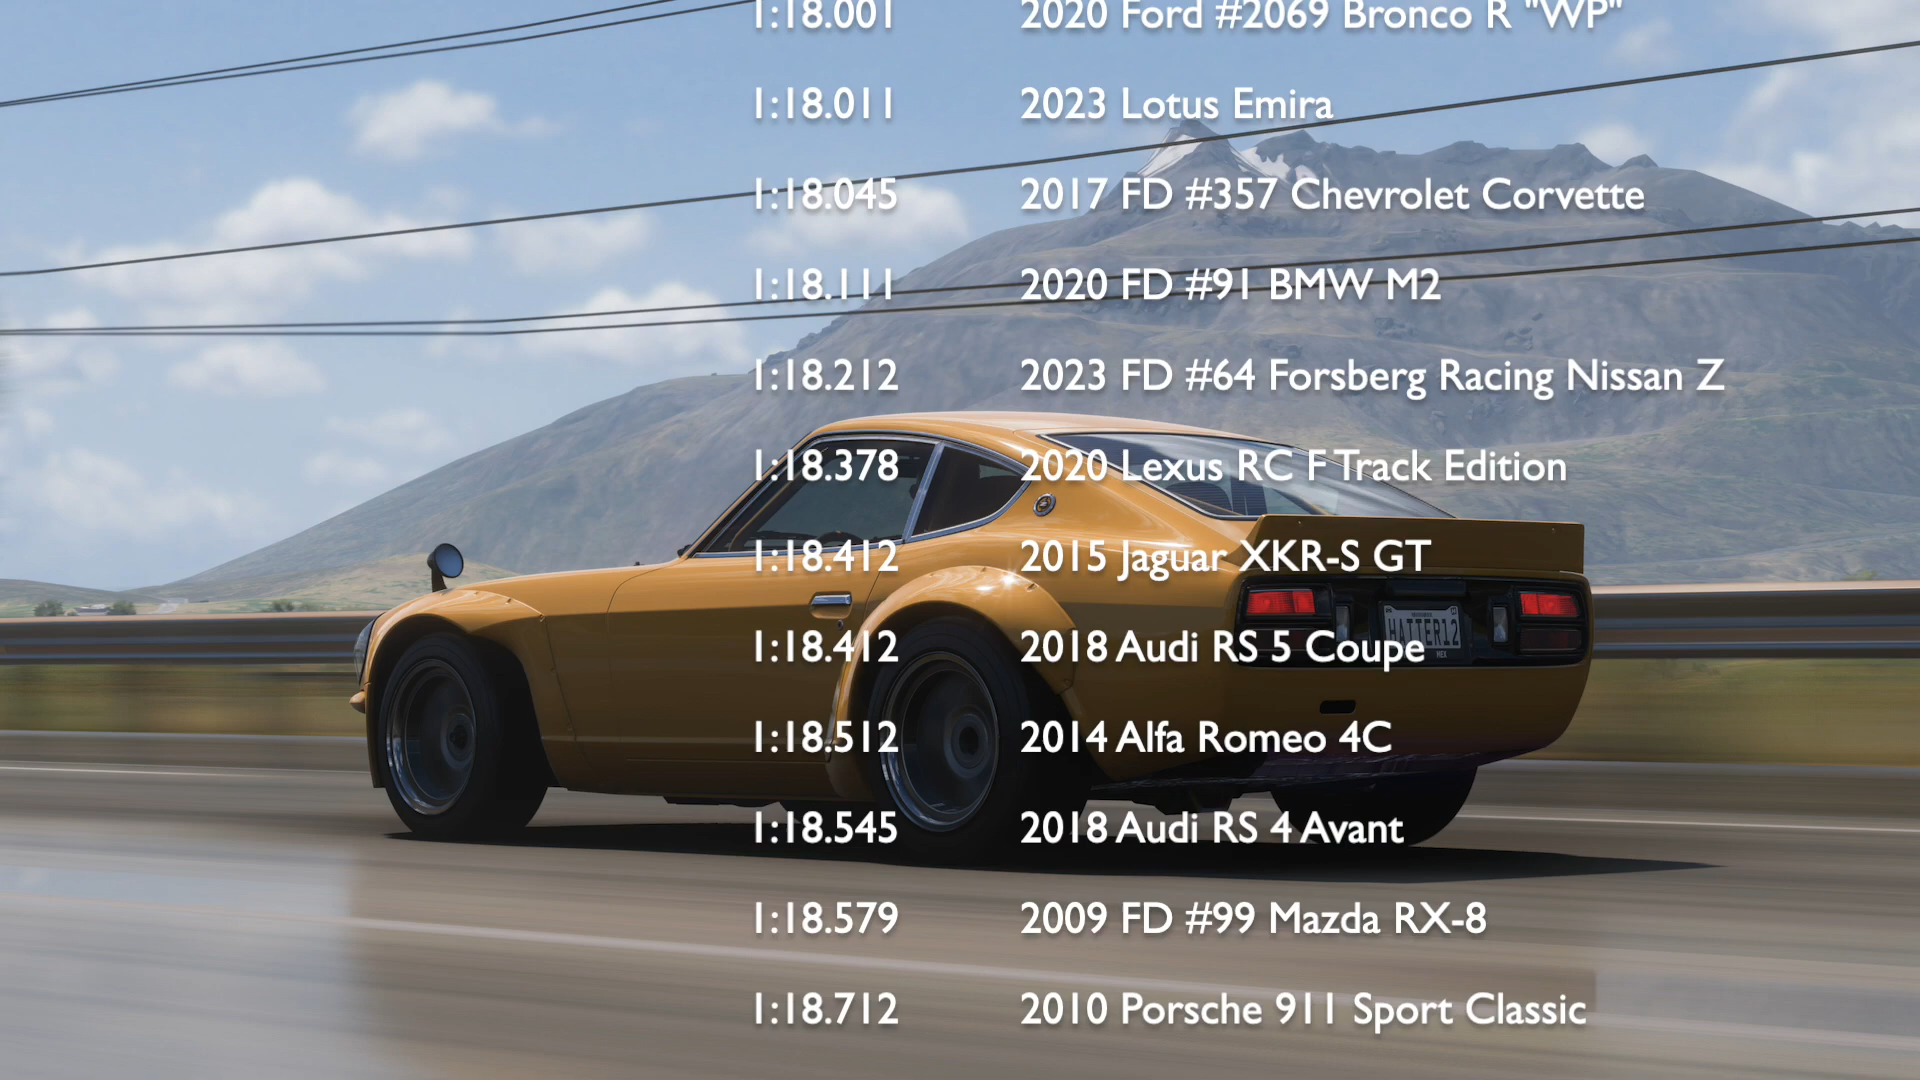 1:18.001 2020 Ford #2069 Bronco R "WP"
1:18.011 2023 Lotus Emira
1:18.045 2017 FD #357 Chevrolet Corvette
1:18.111 2020 FD #91 BMW M2
1:18.212 2023 FD #64 Forsberg Racing Nissan Z
1:18.378 2020 Lexus RC F Track Edition
1:18.412 2015 Jaguar XKR-S GT
1:18.412 2018 Audi RS 5 Coupe
HATTER12
MEX
1:18.512 2014 Alfa Romeo 4C
1:18.545 2018 Audi RS 4 Avant
1:18.579 2009 FD #99 Mazda RX-8
1:18.712 2010 Porsche 911 Sport Classic